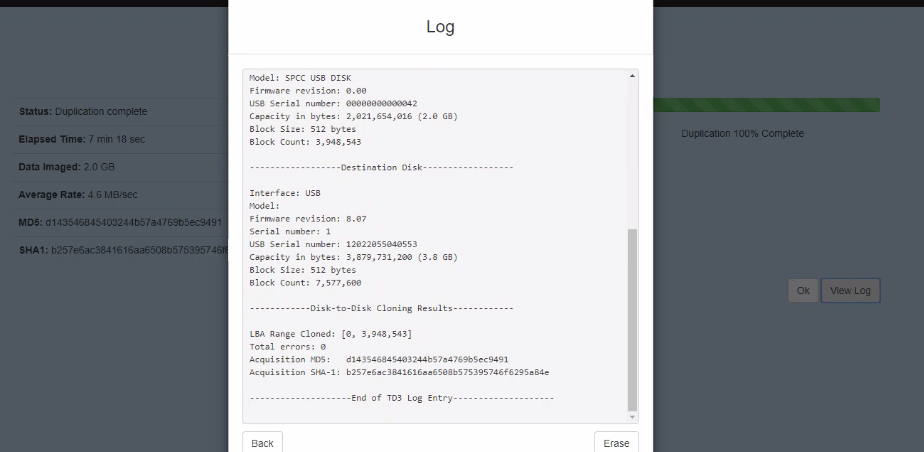 Log
Model: SPCC USB DISK
Firmware revision: 0.00
USB Serial number: 00000000000042
Capacity in bytes: 2,021,654,016 (2.0 GB)
Block Size: 512 bytes
Block Count: 3,948,543
------------------Destination Disk------------------
Interface: USB
Model:
Firmware revision: 8.07
Serial number: 1
USB Serial number: 12022055040553
Capacity in bytes: 3,879,731,200 (3.8 GB)
Block Size: 512 bytes
Block Count: 7,577,600
------------Disk-to-Disk Cloning Results------------
LBA Range Cloned: [0, 3,948,543]
Total errors: 0
Acquisition MD5:   d143546845403244b57a4769b5ec9491
Acquisition SHA-1: b257e6ac3841616aa6508b575395746f6295a84e
--------------------End of TD3 Log Entry--------------------
Back
Erase
Status: Duplication complete
Elapsed Time: 7 min 18 sec
Data Imaged: 2.0 GB
Average Rate: 4.6 MB/sec
MD5: d143546845403244b57a4769b5ec9491
SHA1: b257e6ac3841616aa6508b575395746f6
Duplication 100% Complete
Ok
View Log